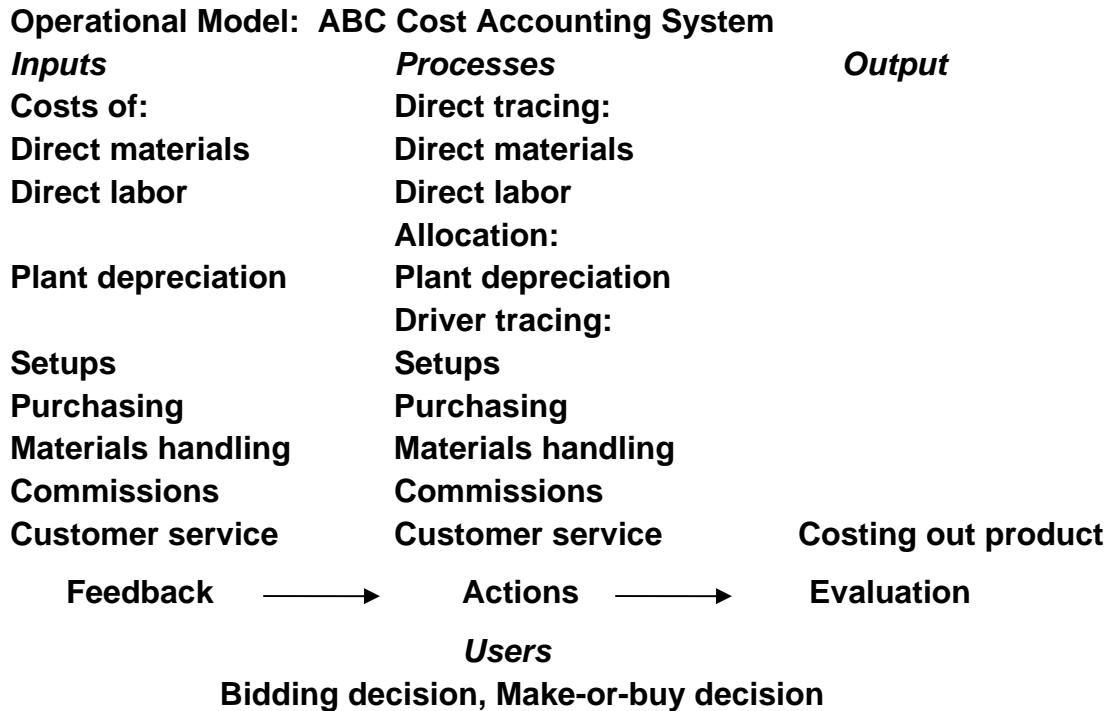 Operational Model: ABC Cost Accounting System
Inputs Processes Output
Costs of: Direct tracing:
Direct materials Direct materials
Direct labor Direct labor
Allocation:
Plant depreciation Plant depreciation
Driver tracing:
Setups Setups
Purchasing Purchasing
Materials handling Materials handling
Commissions Commissions
Customer service Customer service Costing out product
Feedback Actions Evaluation
Users
Bidding decision, Make-or-buy decision